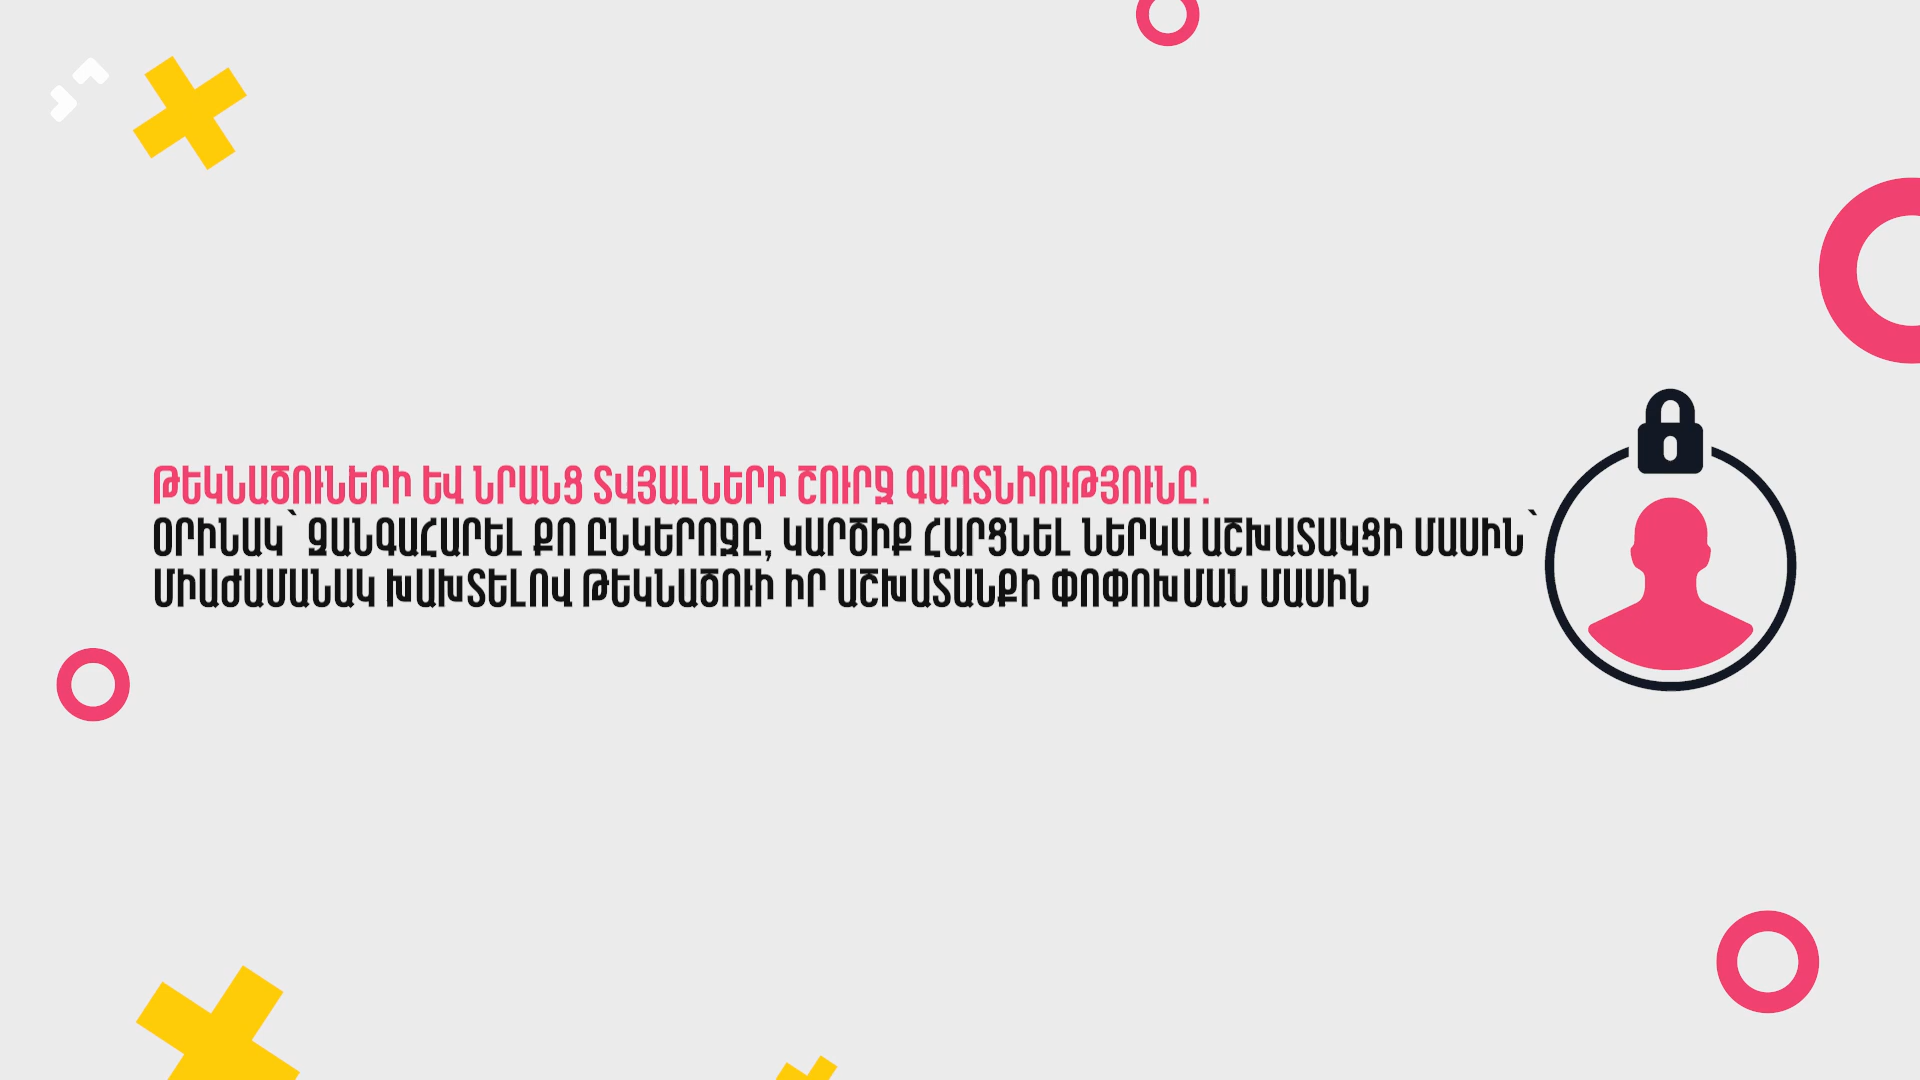 ԹԵԿՆԱԾՈՒՆԵՐԻ ԵՎ ՆՐԱՆՑ ՏՎՅԱԼՆԵՐԻ ՇՈՒՐՋ ԳԱՂՏՆԻՈՒԹՅՈՒՆԸ.
ՕՐԻՆԱԿ՝ ԶԱՆԳԱՀԱՐԵԼ ՔՈ ԸՆԿԵՐՈՋԸ, ԿԱՐԾԻՔ ՀԱՐՑՆԵԼ ՆԵՐԿԱ ԱՇԽԱՏԱԿՑԻ ՄԱՍԻՆ՝
ՄԻԱԺԱՄԱՆԱԿ ԽԱԽՏԵԼՈՎ ԹԵԿՆԱԾՈՒԻ ԻՐ ԱՇԽԱՏԱՆՔԻ ՓՈՓՈԽՄԱՆ ՄԱՍԻՆ